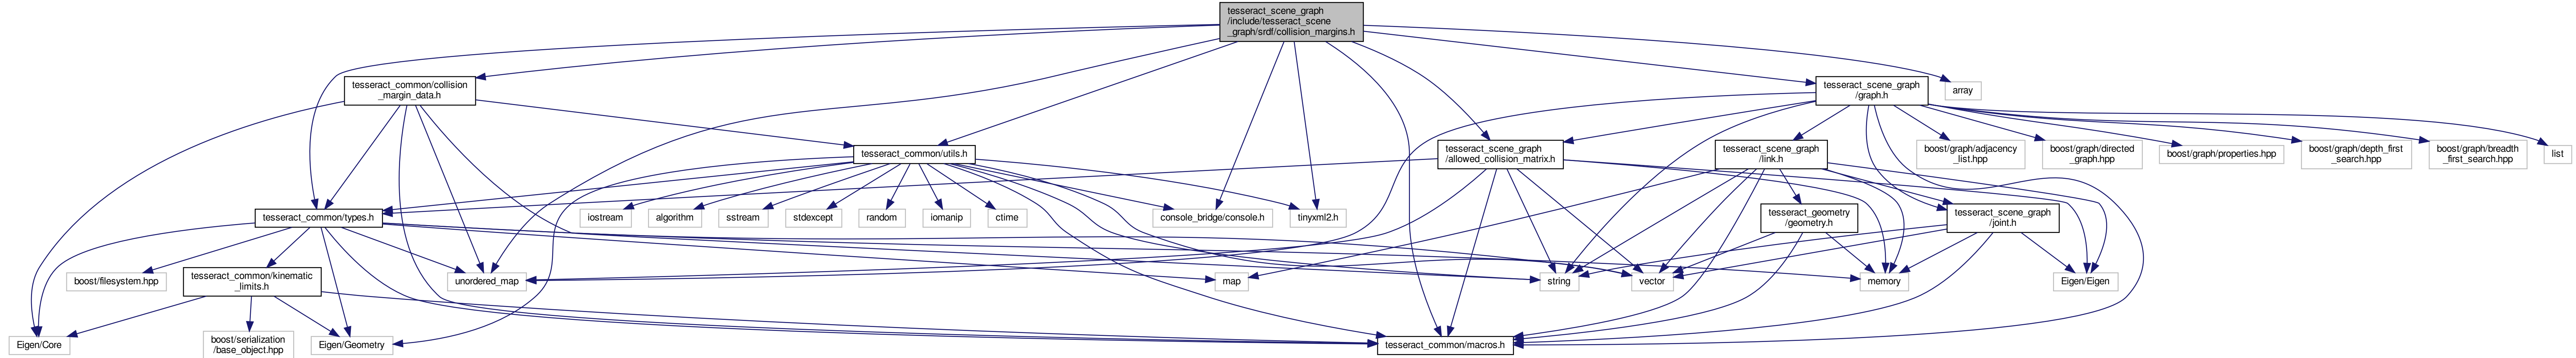 tesseract_scene_graph
/include/tesseract_scene
_graph/srdf/collision_margins.h
tesseract_common/collision
_margin_data.h
tesseract_scene_graph
/graph.h
array
tesseract_common/utils.h
tesseract_scene_graph
/allowed_collision_matrix.h
tesseract_scene_graph
/link.h
boost/graph/adjacency
_list.hpp
boost/graph/directed
_graph.hpp
boost/graph/properties.hpp
boost/graph/depth_first
_search.hpp
boost/graph/breadth
_first_search.hpp
list
tesseract_common/types.h
iostream
algorithm
sstream
stdexcept
random
iomanip
ctime
console_bridge/console.h
tinyxml2.h
tesseract_geometry
/geometry.h
tesseract_scene_graph
/joint.h
boost/filesystem.hpp
tesseract_common/kinematic
_limits.h
unordered_map
map
string
vector
memory
Eigen/Eigen
Eigen/Core
boost/serialization
/base_object.hpp
Eigen/Geometry
tesseract_common/macros.h